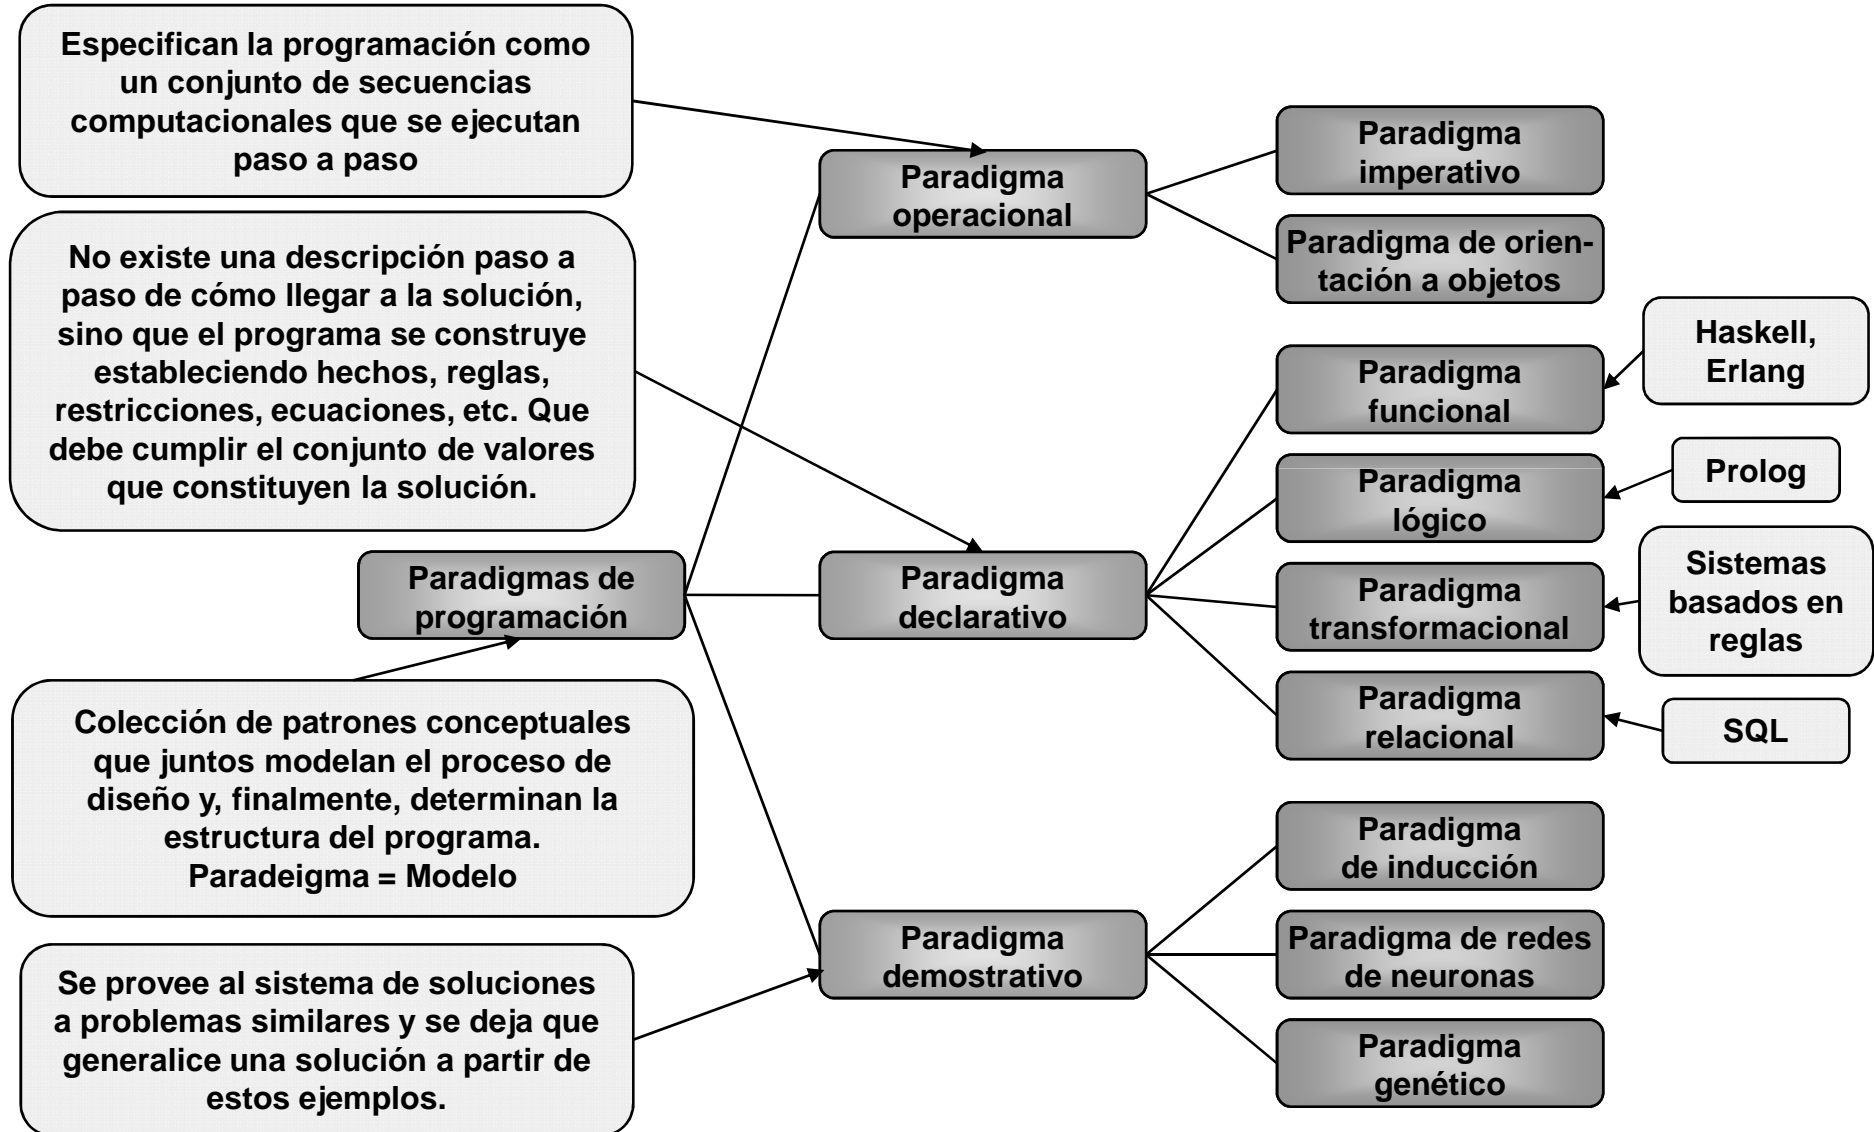 Especifican la programación como
un conjunto de secuencias
computacionales que se ejecutan
paso a paso
No existe una descripción paso a
paso de cómo llegar a la solución,
sino que el programa se construye
estableciendo hechos, reglas,
restricciones, ecuaciones, etc. Que
debe cumplir el conjunto de valores
que constituyen la solución.
Paradigmas de
programación
Colección de patrones conceptuales
que juntos modelan el proceso de
diseño y, finalmente, determinan la
estructura del programa.
Paradeigma = Modelo
Se provee al sistema de soluciones
a problemas similares y se deja que
generalice una solución a partir de
estos ejemplos.
Paradigma
operacional
Paradigma
declarativo
Paradigma
demostrativo
Paradigma
imperativo
Paradigma de orien-
tación a objetos
Paradigma
funcional
Paradigma
lógico
Paradigma
transformacional
Paradigma
relacional
Paradigma
de inducción
Paradigma de redes
de neuronas
Paradigma
genético
Haskell,
Erlang
Prolog
Sistemas
basados en
reglas
SQL